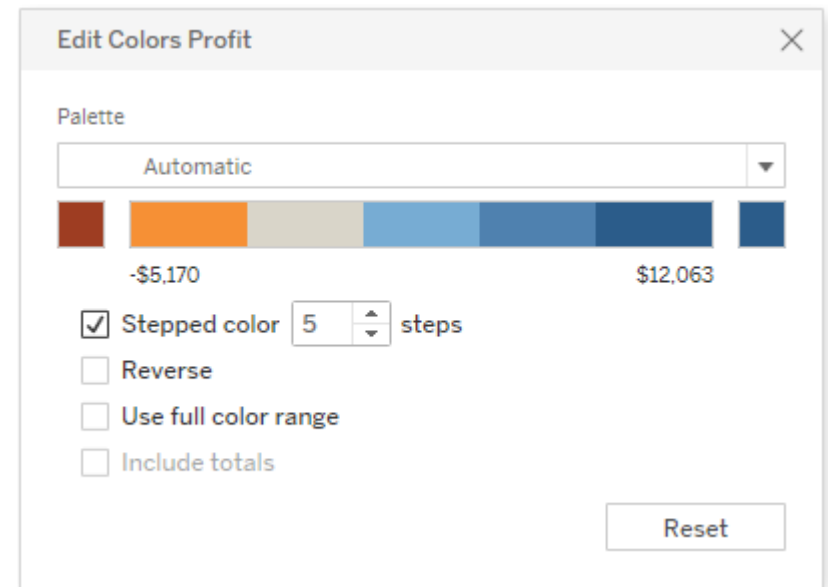 Edit Colors Profit
Palette
Automatic
-$5,170 $12,063
Stepped color 5 steps
Reverse
Use full color range
Include totals
Reset